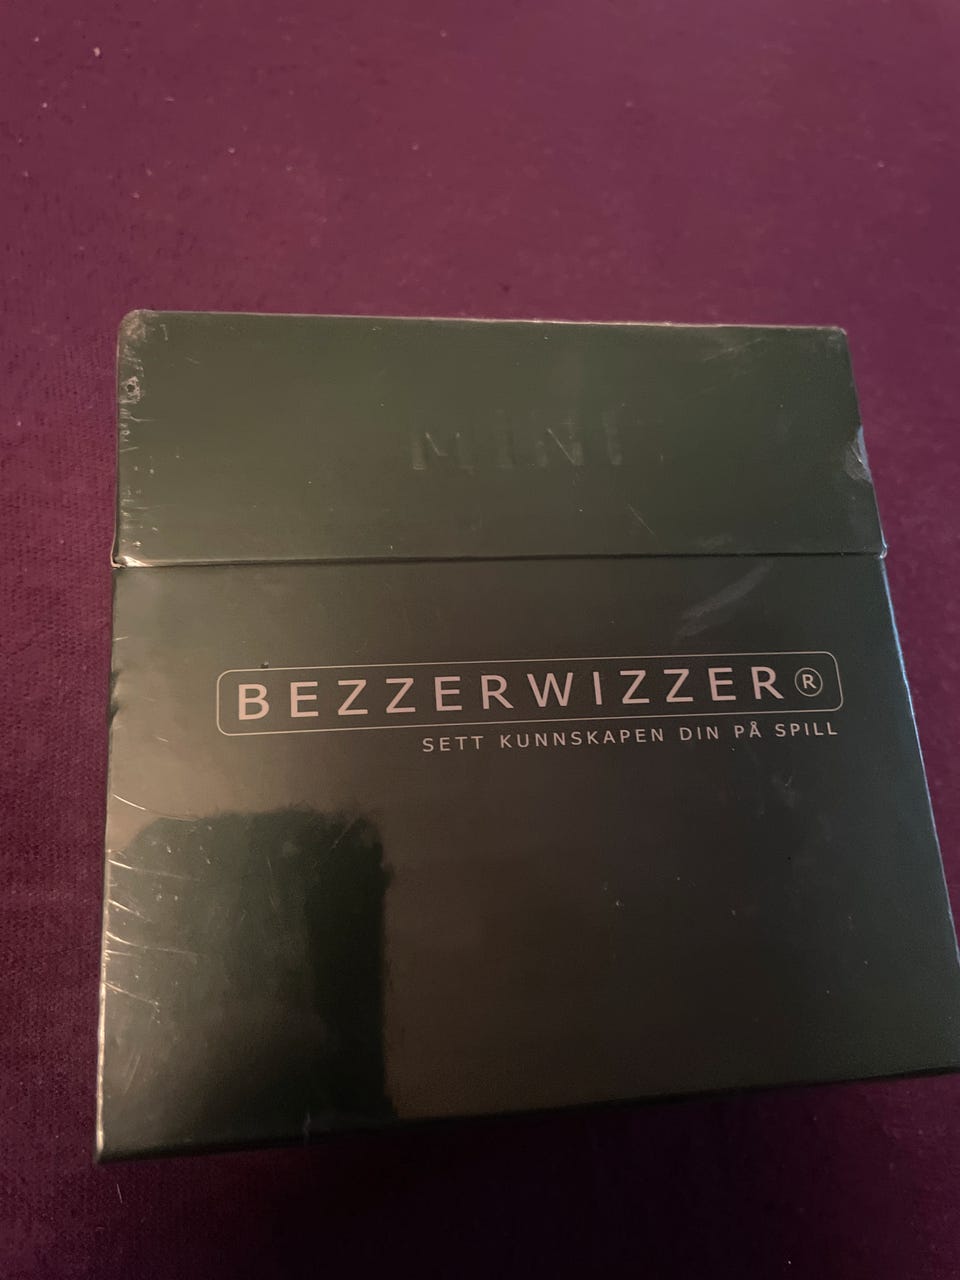 MINI
BEZZERWIZZER®
SETT KUNNSKAPEN DIN PÅ SPILL